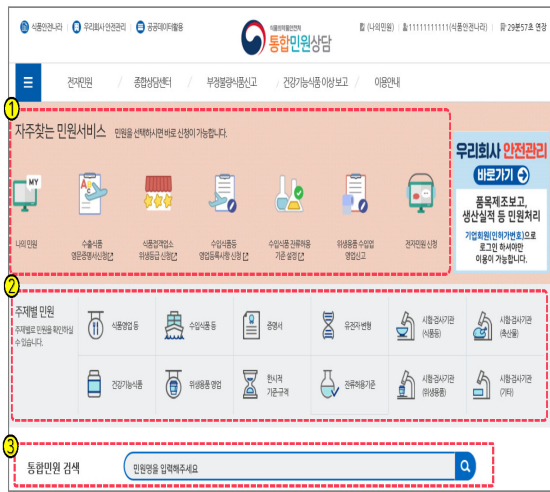 식품안전나라 우리회사 안전관리 공공데이터활용
식품의약품안전처
통합민원상담
(나의민원) 11111111111(식품안전나라) 29분57초 연장
전자민원 / 종합상담센터 / 부정불량식품신고 / 건강기능식품 이상 보고 / 이용안내
1
자주찾는 민원서비스 민원을 선택하시면 바로 신청이 가능합니다.
MY
나의 민원
수출식품
영문증명서신청
식품접객업소
위생등급 신청
수입식품등
영업등록사항 신청
수입식품 잔류허용
기준 설정
위생용품 수입업
영업신고
전자민원 신청
우리회사 안전관리
바로가기
품목제조보고,
생산실적 등 민원처리
기업회원(인허가번호)으로
로그인 하셔야만
이용이 가능합니다.
2
주제별 민원
주제별로 민원을 확인하실
수 있습니다.
식품영업 등
수입식품 등
증명서
유전자 변형
시험·검사기관
(식품등)
시험·검사기관
(축산물)
건강기능식품
위생용품 영업
한시적
기준·규격
잔류허용기준
시험·검사기관
(위생용품)
시험·검사기관
(기타)
3
통합민원 검색
민원명을 입력해주세요